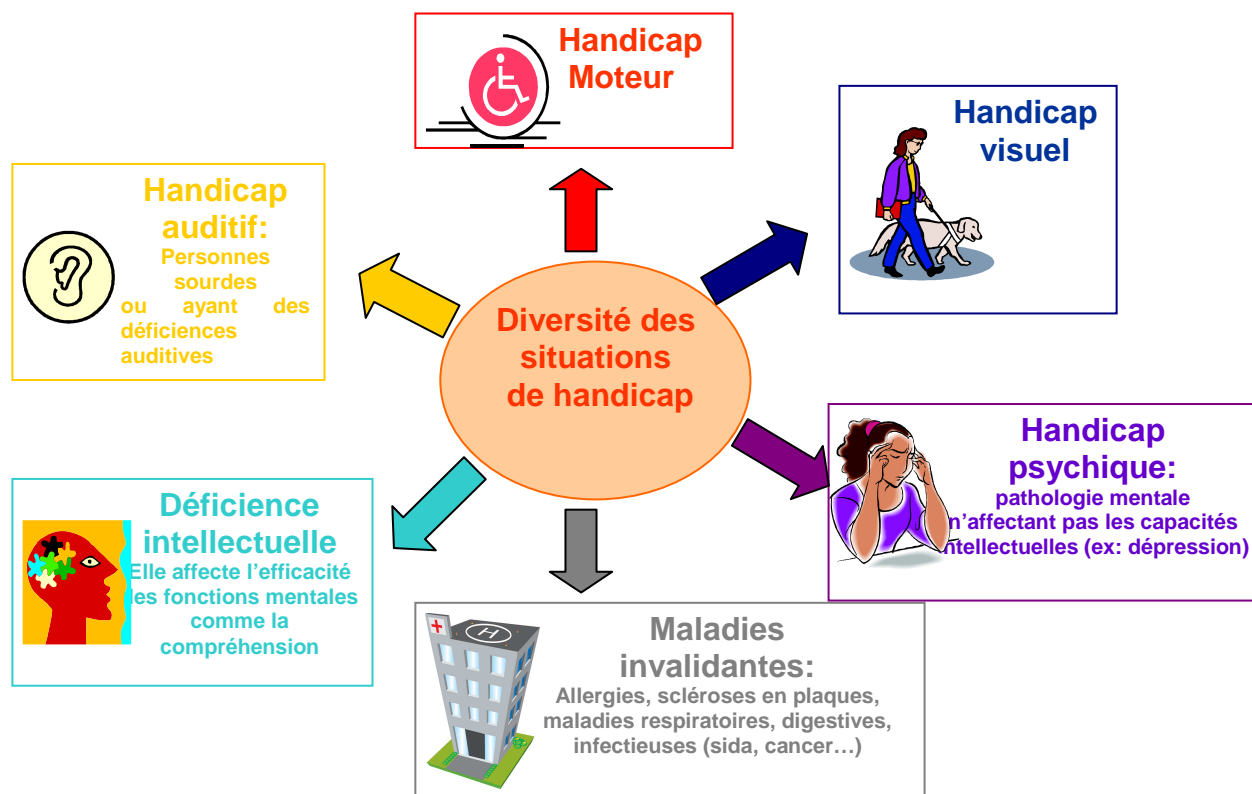 Handicap
Moteur
Handicap
visuel
Handicap
auditif:
Personnes
sourdes
ou ayant des
déficiences
auditives
Diversité des
situations
de handicap
Handicap
psychique:
pathologie mentale
n’affectant pas les capacités
intellectuelles (ex: dépression)
Déficience
intellectuelle
Elle affecte l’efficacité
des fonctions mentales
comme la
compréhension
Maladies
invalidantes:
Allergies, scléroses en plaques,
maladies respiratoires, digestives,
infectieuses (sida, cancer…)
H